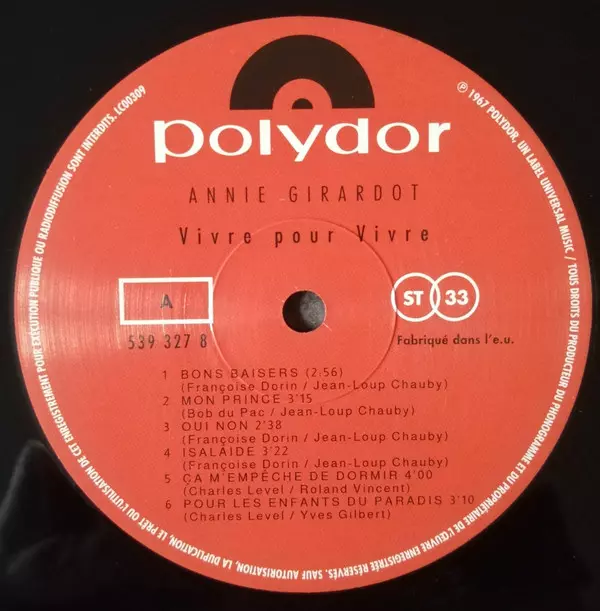 polydor
ANNIE GIRARDOT
Vivre pour Vivre
A
539 327 8
ST 33
Fabriqué dans l'e.u.
1 BONS BAISERS (2:56)
(Françoise Dorin / Jean-Loup Chauby)
2 MON PRINCE 3'15
(Bob du Pac / Jean-Loup Chauby)
3 OUI NON 2'38
(Françoise Dorin / Jean-Loup Chauby)
4 ISALAIDE 3'22
(Françoise Dorin / Jean-Loup Chauby)
5 ÇA M'EMPÊCHE DE DORMIR 4'00
(Charles Level / Roland Vincent)
6 POUR LES ENFANTS DU PARADIS 3'10
(Charles Level / Yves Gilbert)
℗ 1967 POLYDOR, UN LABEL UNIVERSAL MUSIC / TOUS DROITS DU PRODUCTEUR DU PHONOGRAMME ET DU PROPRIÉTAIRE DE L'ŒUVRE ENREGISTRÉE RÉSERVÉS. SAUF AUTORISATION, LA DUPLICATION, LE PRÊT OU L'UTILISATION DE CET ENREGISTREMENT POUR EXÉCUTION PUBLIQUE OU RADIODIFFUSION SONT INTERDITS. LC00309